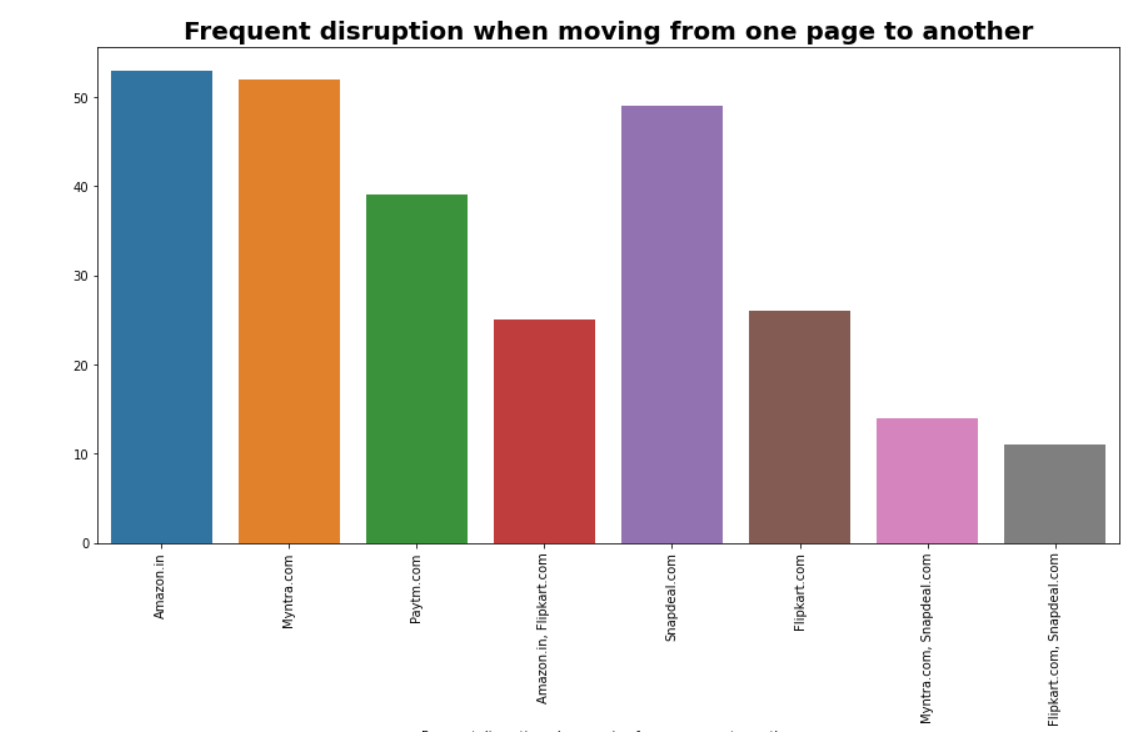 Frequent disruption when moving from one page to another
50
40
30
20
10
0
Amazon.in
Myntra.com
Paytm.com
Amazon.in, Flipkart.com
Snapdeal.com
Flipkart.com
Myntra.com, Snapdeal.com
Flipkart.com, Snapdeal.com